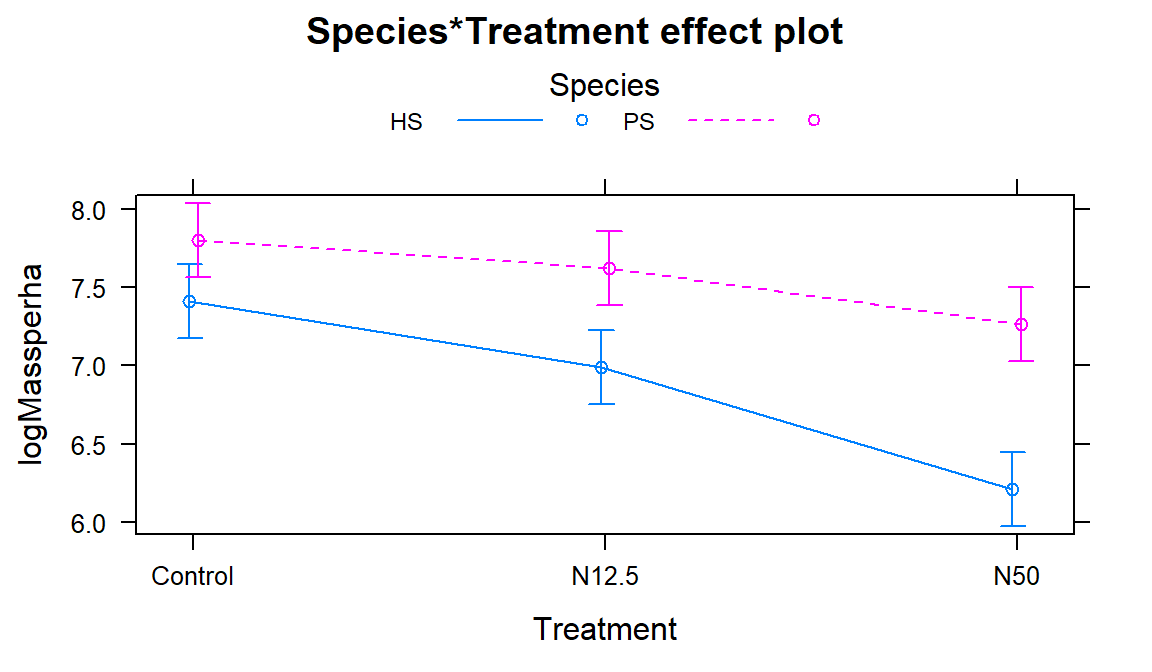 Species*Treatment effect plot
Species
HS PS
8.0
7.5
7.0
6.5
6.0
logMassperha
Control N12.5 N50
Treatment